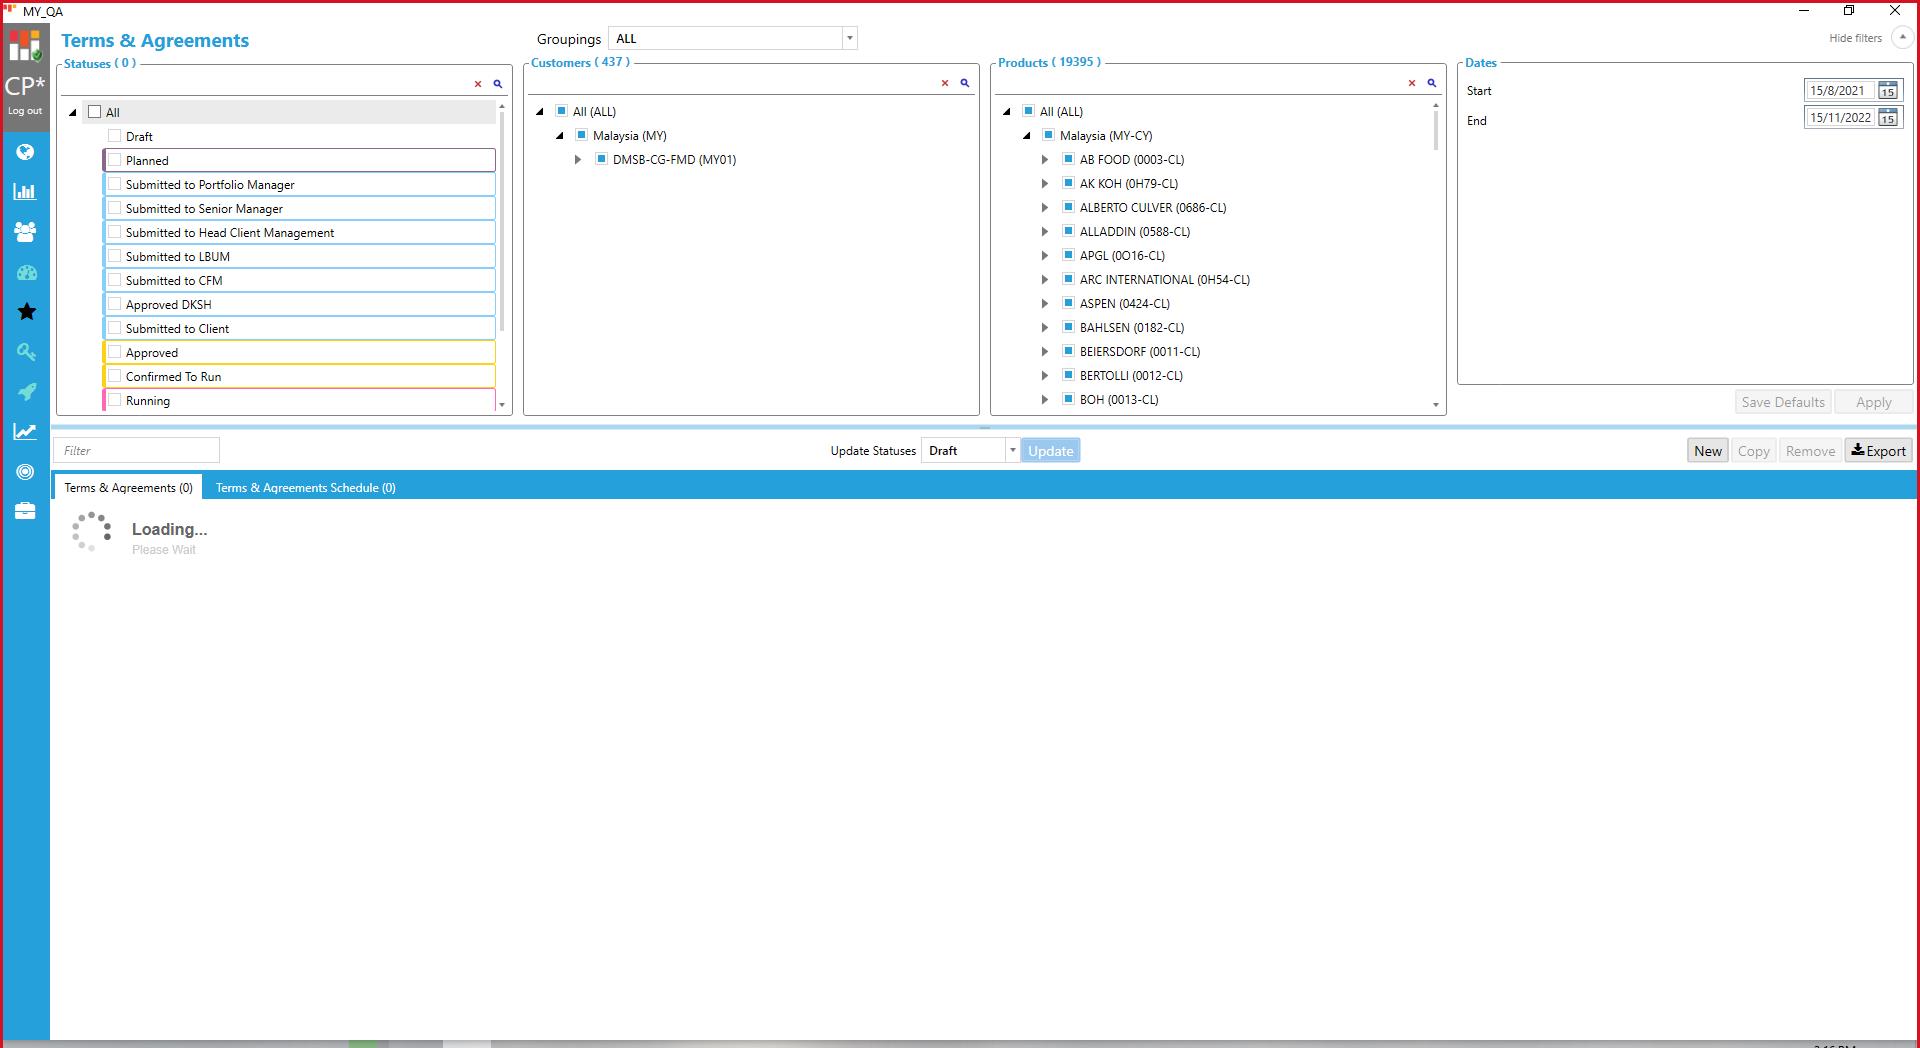 MY_QA
CP*
Log out
Terms & Agreements
Groupings
ALL
Hide filters
Statuses ( 0 )
All
Draft
Planned
Submitted to Portfolio Manager
Submitted to Senior Manager
Submitted to Head Client Management
Submitted to LBUM
Submitted to CFM
Approved DKSH
Submitted to Client
Approved
Confirmed To Run
Running
Customers ( 437 )
All (ALL)
Malaysia (MY)
DMSB-CG-FMD (MY01)
Products ( 19395 )
All (ALL)
Malaysia (MY-CY)
AB FOOD (0003-CL)
AK KOH (0H79-CL)
ALBERTO CULVER (0686-CL)
ALLADDIN (0588-CL)
APGL (0O16-CL)
ARC INTERNATIONAL (0H54-CL)
ASPEN (0424-CL)
BAHLSEN (0182-CL)
BEIERSDORF (0011-CL)
BERTOLLI (0012-CL)
BOH (0013-CL)
Dates
Start
15/8/2021
15
End
15/11/2022
15
Save Defaults
Apply
Filter
Update Statuses
Draft
Update
New
Copy
Remove
Export
Terms & Agreements (0)
Terms & Agreements Schedule (0)
Loading...
Please Wait